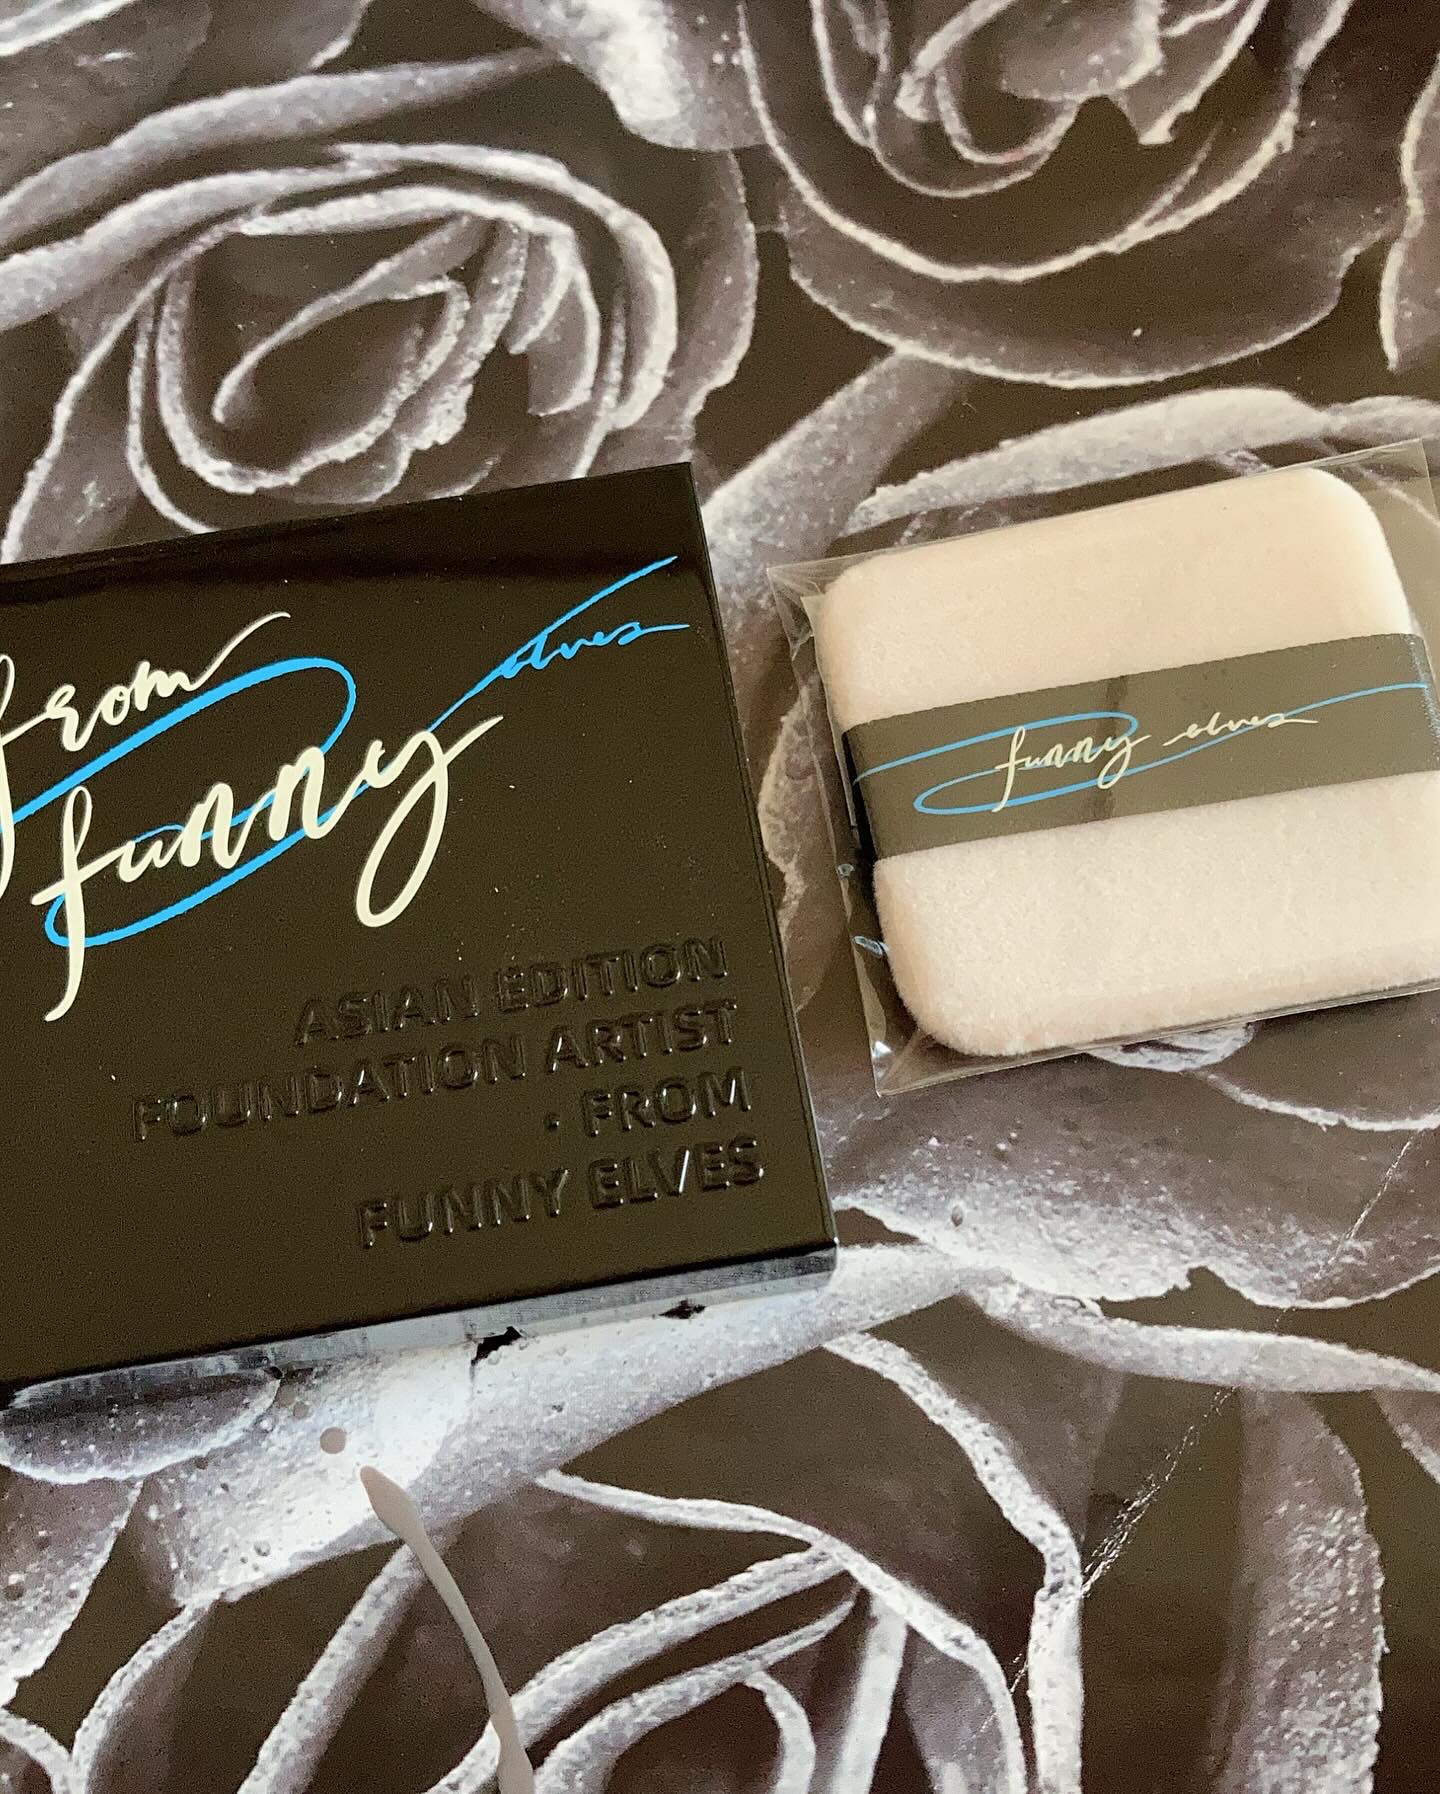 from
elves
funny
ASIAN EDITION
FOUNDATION ARTIST
· FROM
FUNNY ELVES
funny elves